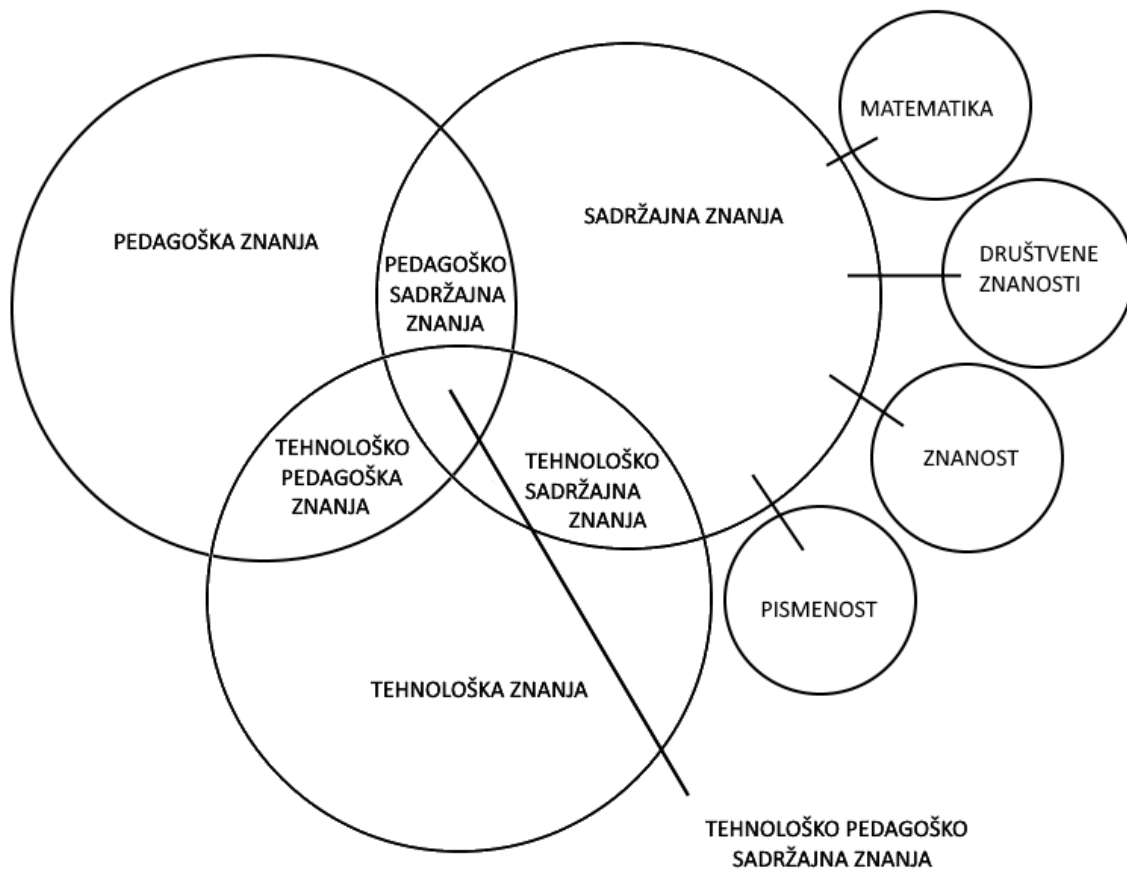 MATEMATIKA
PEDAGOŠKA ZNANJA
SADRŽAJNA ZNANJA
PEDAGOŠKO
SADRŽAJNA
ZNANJA
DRUŠTVENE
ZNANOSTI
TEHNOLOŠKO
PEDAGOŠKA
ZNANJA
TEHNOLOŠKO
SADRŽAJNA
ZNANJA
ZNANOST
PISMENOST
TEHNOLOŠKA ZNANJA
TEHNOLOŠKO PEDAGOŠKO
SADRŽAJNA ZNANJA